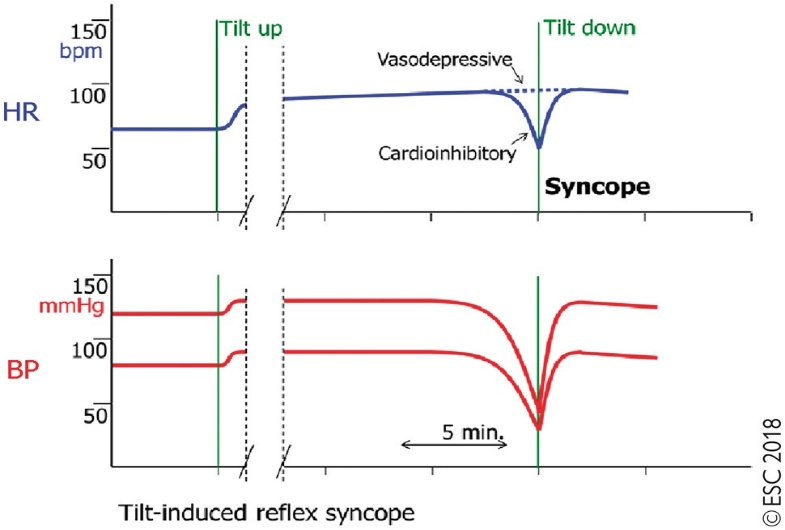 150
Tilt up
Tilt down
bpm
Vasodepressive
100
HR
Cardioinhibitory
50
Syncope
150
mmHg
100
BP
50
5 min.
Tilt-induced reflex syncope
©ESC 2018